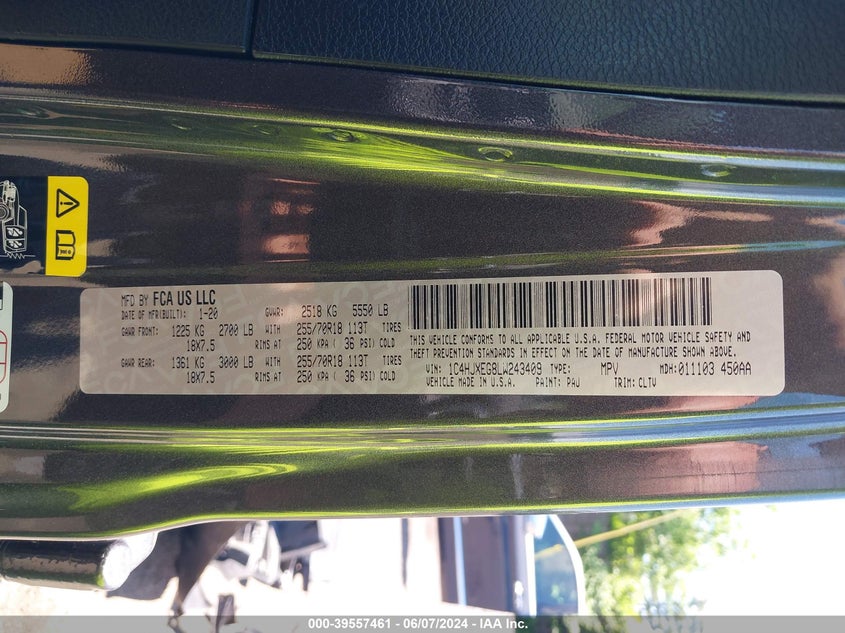 MFD BY FCA US LLC
DATE OF MFR(BUILT): 1-20 GVWR: 2518 KG 5550 LB
GAWR FRONT: 1225 KG 2700 LB WITH 255/70R18 113T TIRES
18X7.5 RIMS AT 250 KPA ( 36 PSI) COLD
GAWR REAR: 1361 KG 3000 LB WITH 255/70R18 113T TIRES
18X7.5 RIMS AT 250 KPA ( 36 PSI) COLD
THIS VEHICLE CONFORMS TO ALL APPLICABLE U.S.A. FEDERAL MOTOR VEHICLE SAFETY AND
THEFT PREVENTION STANDARDS IN EFFECT ON THE DATE OF MANUFACTURE SHOWN ABOVE.
VIN: 1C4HJXEG8LW243409 TYPE: MPV MDH:011103 450AA
VEHICLE MADE IN U.S.A. PAINT: PAU TRIM: CLTV
000-39557461 - 06/07/2024 - IAA Inc.